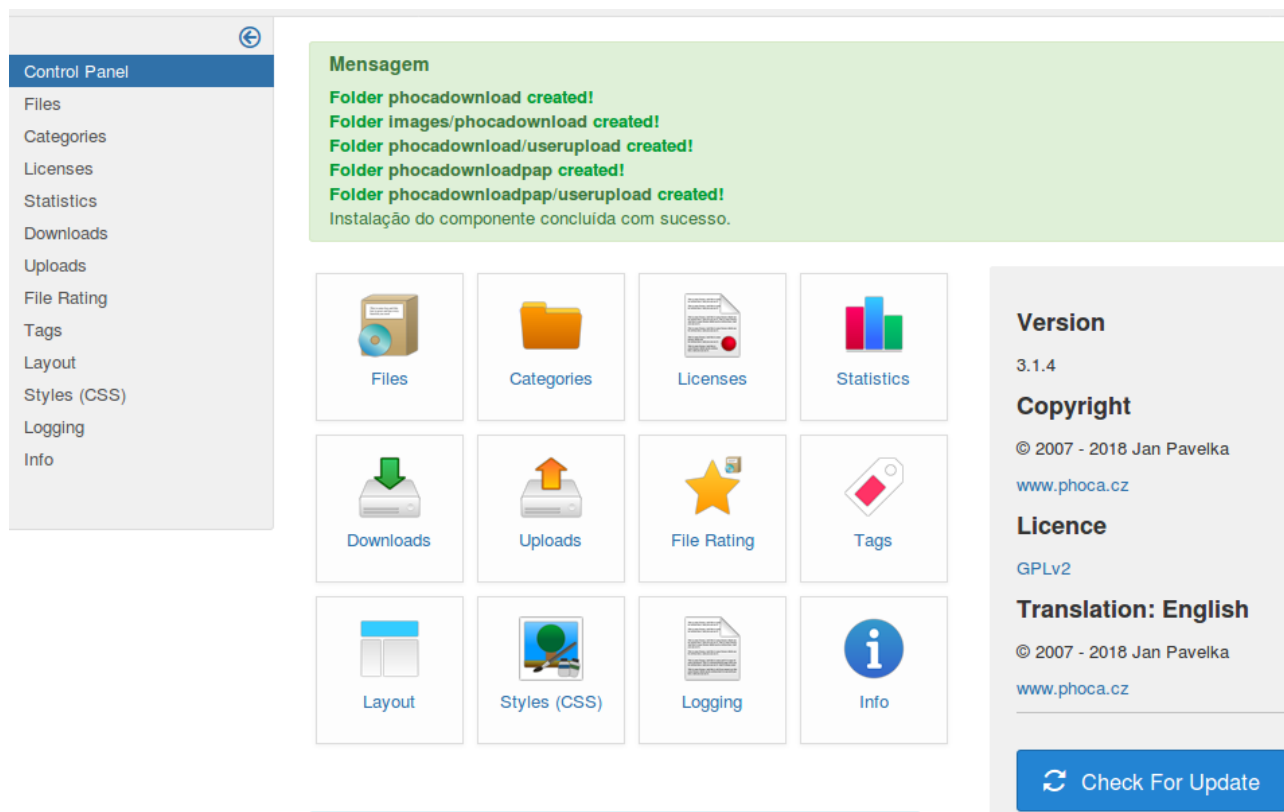 Control Panel
Files
Categories
Licenses
Statistics
Downloads
Uploads
File Rating
Tags
Layout
Styles (CSS)
Logging
Info
Mensagem
Folder phocadownload created!
Folder images/phocadownload created!
Folder phocadownload/userupload created!
Folder phocadownloadpap created!
Folder phocadownloadpap/userupload created!
Instalação do componente concluída com sucesso.
Files
Categories
Licenses
Statistics
Downloads
Uploads
File Rating
Tags
Layout
Styles (CSS)
Logging
Info
Version
3.1.4
Copyright
© 2007 - 2018 Jan Pavelka
www.phoca.cz
Licence
GPLv2
Translation: English
© 2007 - 2018 Jan Pavelka
www.phoca.cz
Check For Update